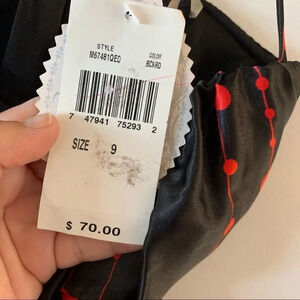 STYLE
M67481QED
COLOR
BCKRD
7 47941 75293 2
SIZE 9
$ 70.00